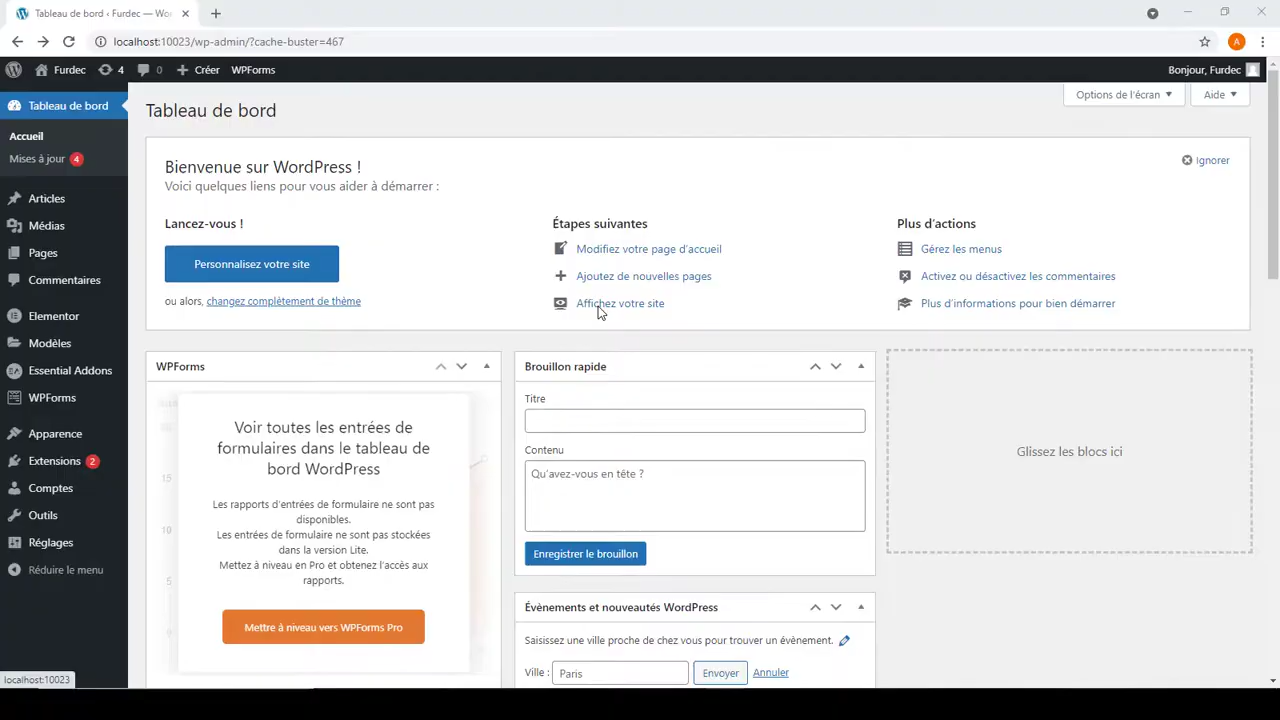 Tableau de bord ‹ Furdec — Wo
localhost:10023/wp-admin/?cache-buster=467
A
Furdec
4
0
Créer
WPForms
Bonjour, Furdec
Tableau de bord
Accueil
Mises à jour 4
Articles
Médias
Pages
Commentaires
Elementor
Modèles
Essential Addons
WPForms
Apparence
Extensions 2
Comptes
Outils
Réglages
Réduire le menu
localhost:10023
Options de l'écran
Aide
Tableau de bord
Bienvenue sur WordPress !
Voici quelques liens pour vous aider à démarrer :
Ignorer
Lancez-vous !
Personnalisez votre site
ou alors, changez complètement de thème
Étapes suivantes
Modifiez votre page d'accueil
Ajoutez de nouvelles pages
Affichez votre site
Plus d'actions
Gérez les menus
Activez ou désactivez les commentaires
Plus d'informations pour bien démarrer
WPForms
Voir toutes les entrées de
formulaires dans le tableau de
bord WordPress
Les rapports d'entrées de formulaire ne sont pas
disponibles.
Les entrées de formulaire ne sont pas stockées
dans la version Lite.
Mettez à niveau en Pro et obtenez l'accès aux
rapports.
Mettre à niveau vers WPForms Pro
15
10
5
Brouillon rapide
Titre
Contenu
Qu'avez-vous en tête ?
Enregistrer le brouillon
Évènements et nouveautés WordPress
Saisissez une ville proche de chez vous pour trouver un évènement.
Ville : Paris Envoyer Annuler
Glissez les blocs ici